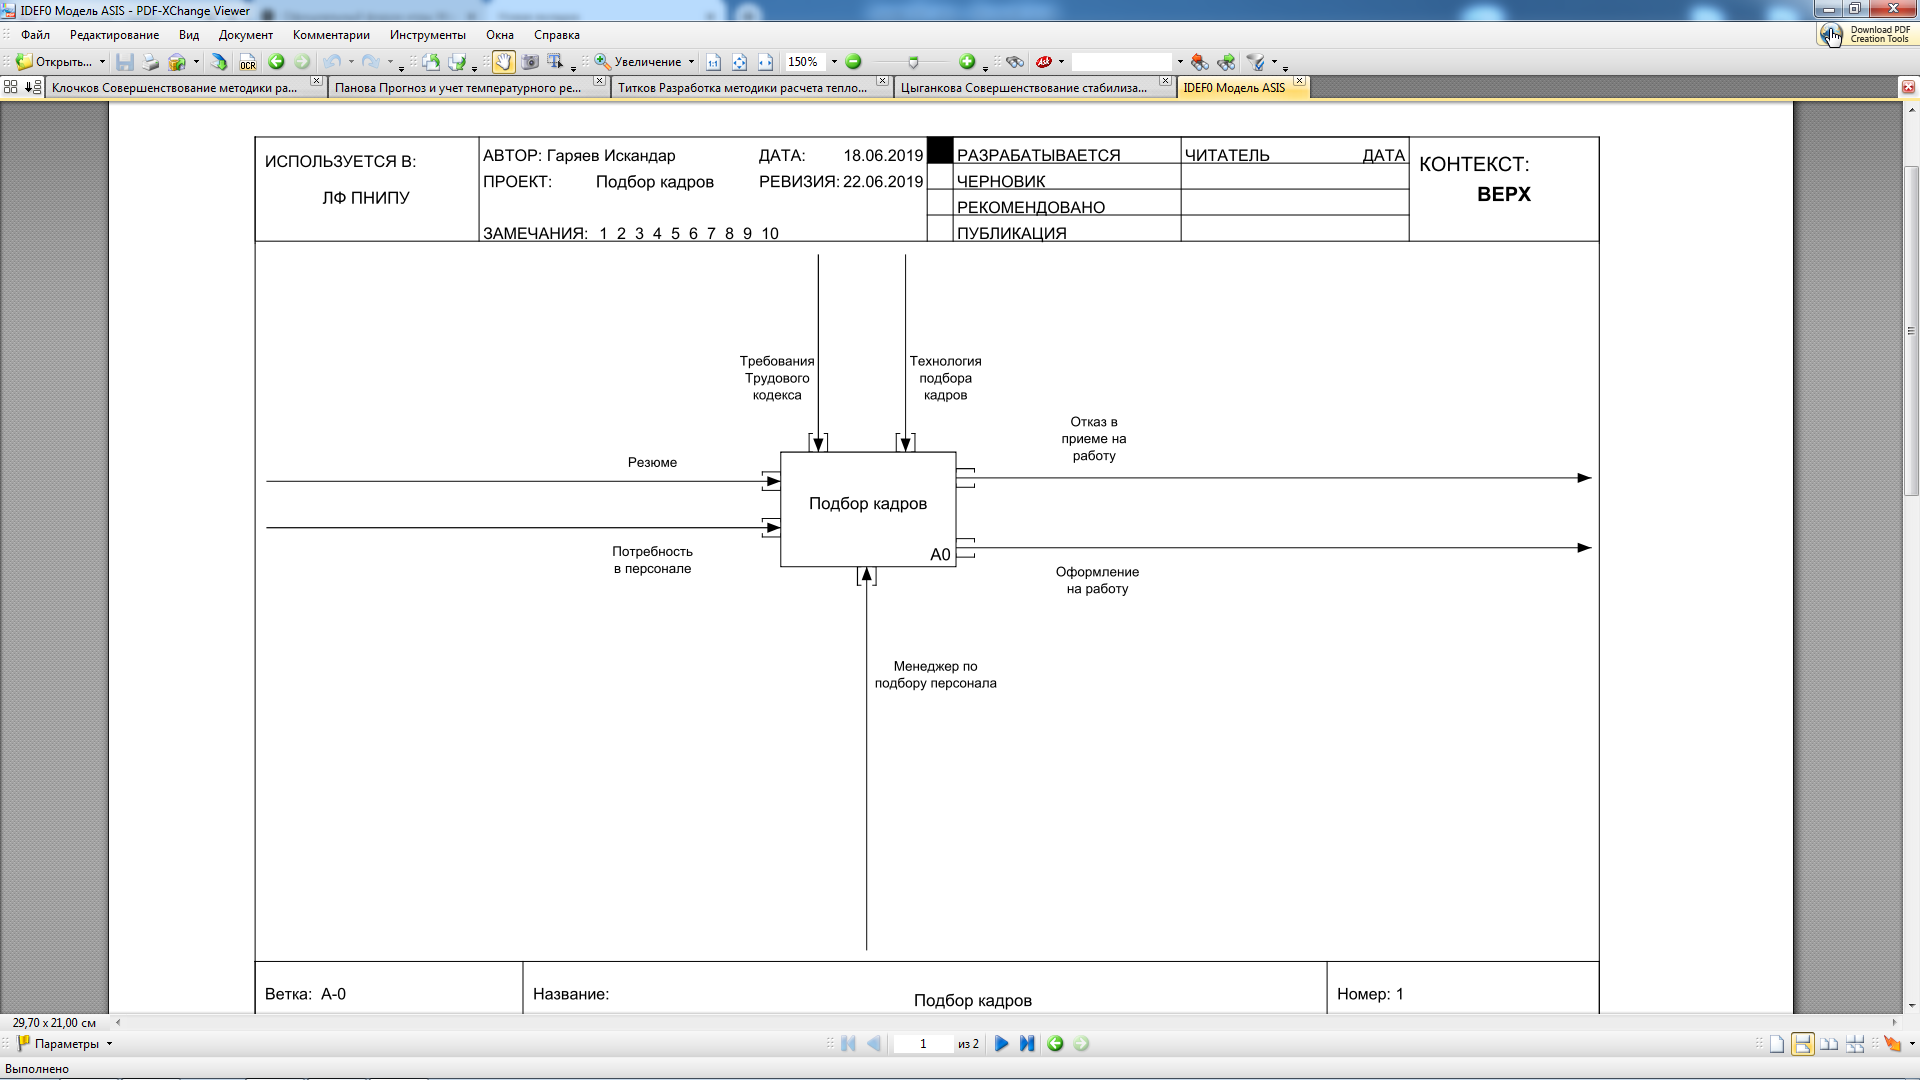 IDEF0 Модель ASIS - PDF-XChange Viewer
Файл Редактирование Вид Документ Комментарии Инструменты Окна Справка
Download PDF
Creation Tools
Открыть... OCR Увеличение 1:1 150% Ask
Клочков Совершенствование методики ра... Панова Прогноз и учет температурного ре... Титков Разработка методики расчета тепло... Цыганкова Совершенствование стабилиза... IDEF0 Модель ASIS
ИСПОЛЬЗУЕТСЯ В:
ЛФ ПНИПУ
АВТОР: Гаряев Искандар ДАТА: 18.06.2019
ПРОЕКТ: Подбор кадров РЕВИЗИЯ: 22.06.2019
ЗАМЕЧАНИЯ: 1 2 3 4 5 6 7 8 9 10
РАЗРАБАТЫВАЕТСЯ
ЧЕРНОВИК
РЕКОМЕНДОВАНО
ПУБЛИКАЦИЯ
ЧИТАТЕЛЬ ДАТА
КОНТЕКСТ:
ВЕРХ
Требования
Трудового
кодекса
Технология
подбора
кадров
Отказ в
приеме на
работу
Резюме
Подбор кадров
A0
Потребность
в персонале
Оформление
на работу
Менеджер по
подбору персонала
Ветка: A-0
Название:
Подбор кадров
Номер: 1
29,70 x 21,00 см
Параметры
1 из 2
Выполнено